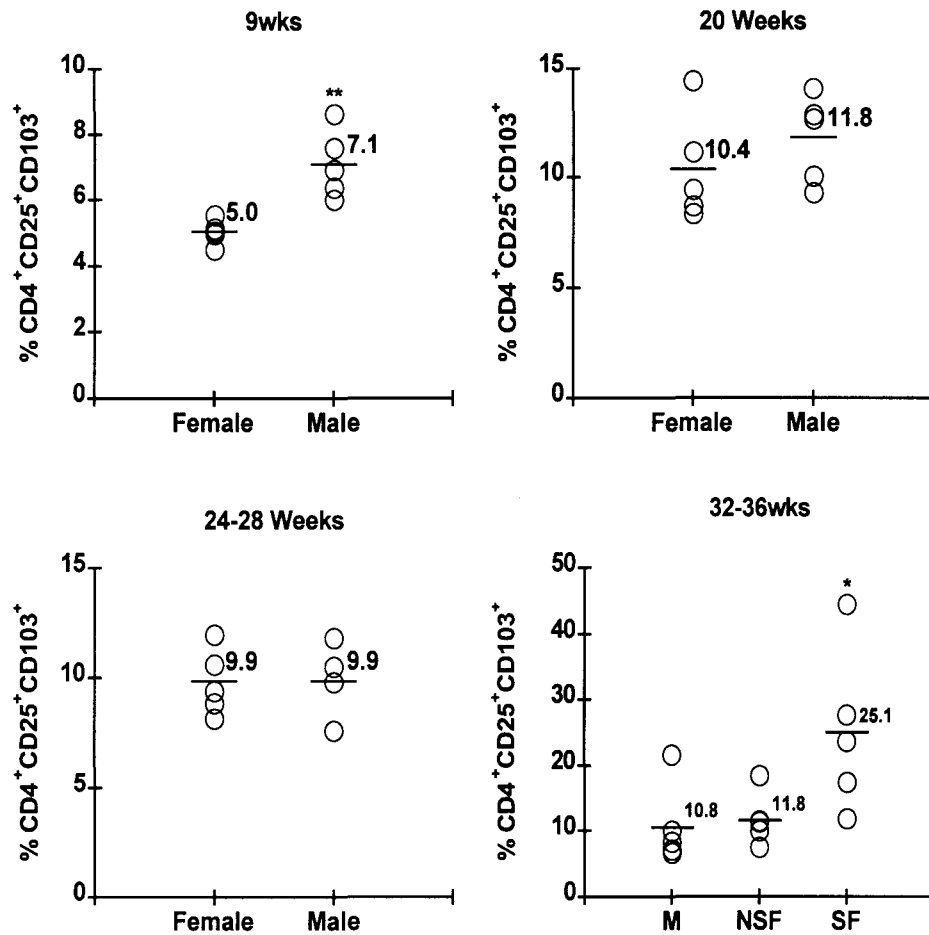 9wks
% CD4⁺CD25⁺CD103⁺
10
8
6
4
2
0
**
5.0
7.1
Female Male
20 Weeks
% CD4⁺CD25⁺CD103⁺
15
10
5
0
10.4
11.8
Female Male
24-28 Weeks
% CD4⁺CD25⁺CD103⁺
15
10
5
0
9.9
9.9
Female Male
32-36wks
% CD4⁺CD25⁺CD103⁺
50
40
30
20
10
0
*
10.8
11.8
25.1
M NSF SF